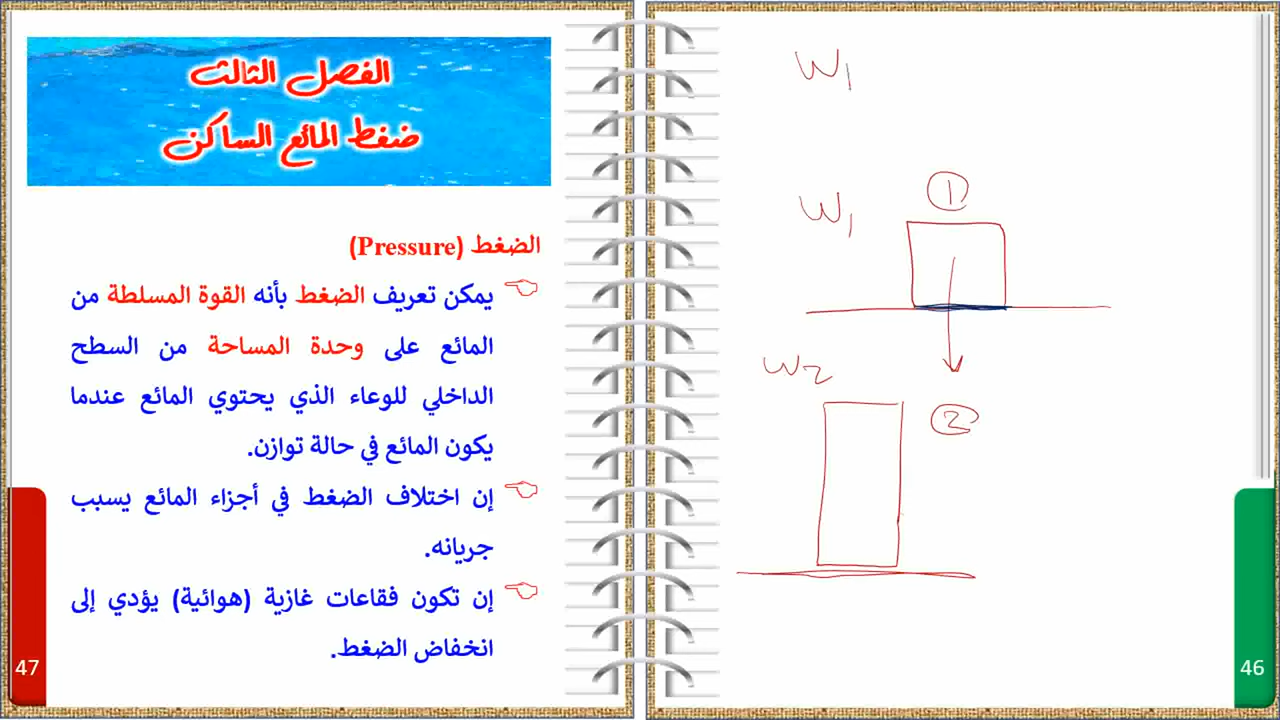 الفصل الثالث
ضغط المائع الساكن
الضغط (Pressure)
يمكن تعريف الضغط بأنه القوة المسلطة من
المائع على وحدة المساحة من السطح
الداخلي للوعاء الذي يحتوي المائع عندما
يكون المائع في حالة توازن.
إن اختلاف الضغط في أجزاء المائع يسبب
جريانه.
إن تكون فقاعات غازية (هوائية) يؤدي إلى
انخفاض الضغط.
47
W1
1
W1
W2
2
46